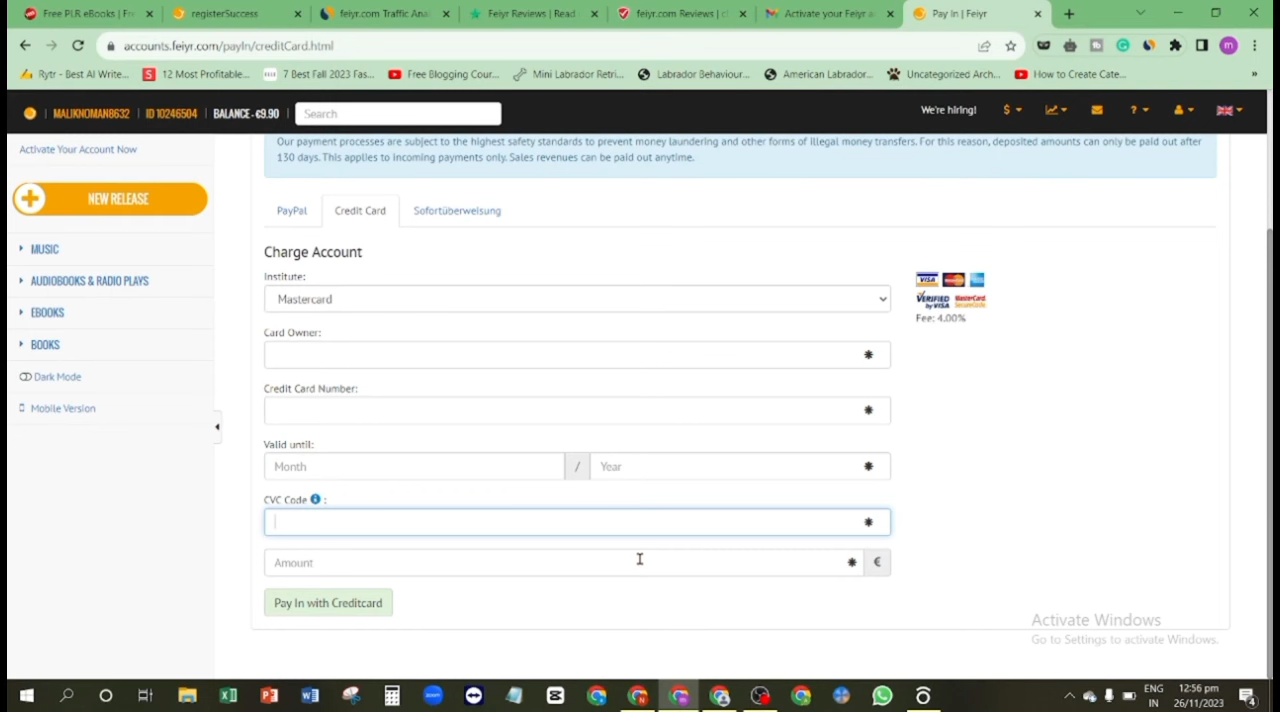 Free PLR eBooks | Fre
registerSuccess
feiyr.com Traffic Anal
Feiyr Reviews | Read
feiyr.com Reviews | cl
Activate your Feiyr a
Pay In | Feiyr
accounts.feiyr.com/payIn/creditCard.html
m
Rytr - Best AI Write...
12 Most Profitable...
7 Best Fall 2023 Fas...
Free Blogging Cour...
Mini Labrador Retri...
Labrador Behaviour...
American Labrador...
Uncategorized Arch...
How to Create Cate...
»
MALIKNOMAN8632
ID 10246504
BALANCE -€9.90
Search
We're hiring!
$
?
Activate Your Account Now
NEW RELEASE
MUSIC
AUDIOBOOKS & RADIO PLAYS
EBOOKS
BOOKS
Dark Mode
Mobile Version
Our payment processes are subject to the highest safety standards to prevent money laundering and other forms of illegal money transfers. For this reason, deposited amounts can only be paid out after
130 days. This applies to incoming payments only. Sales revenues can be paid out anytime.
PayPal
Credit Card
Sofortüberweisung
Charge Account
Institute:
Mastercard
Card Owner:
Credit Card Number:
Valid until:
Month / Year
CVC Code :
Amount €
Pay In with Creditcard
VISA
VERIFIED by VISA
MasterCard SecureCode
Fee: 4.00%
Activate Windows
Go to Settings to activate Windows.
zoom
ENG
IN
12:56 pm
26/11/2023
4